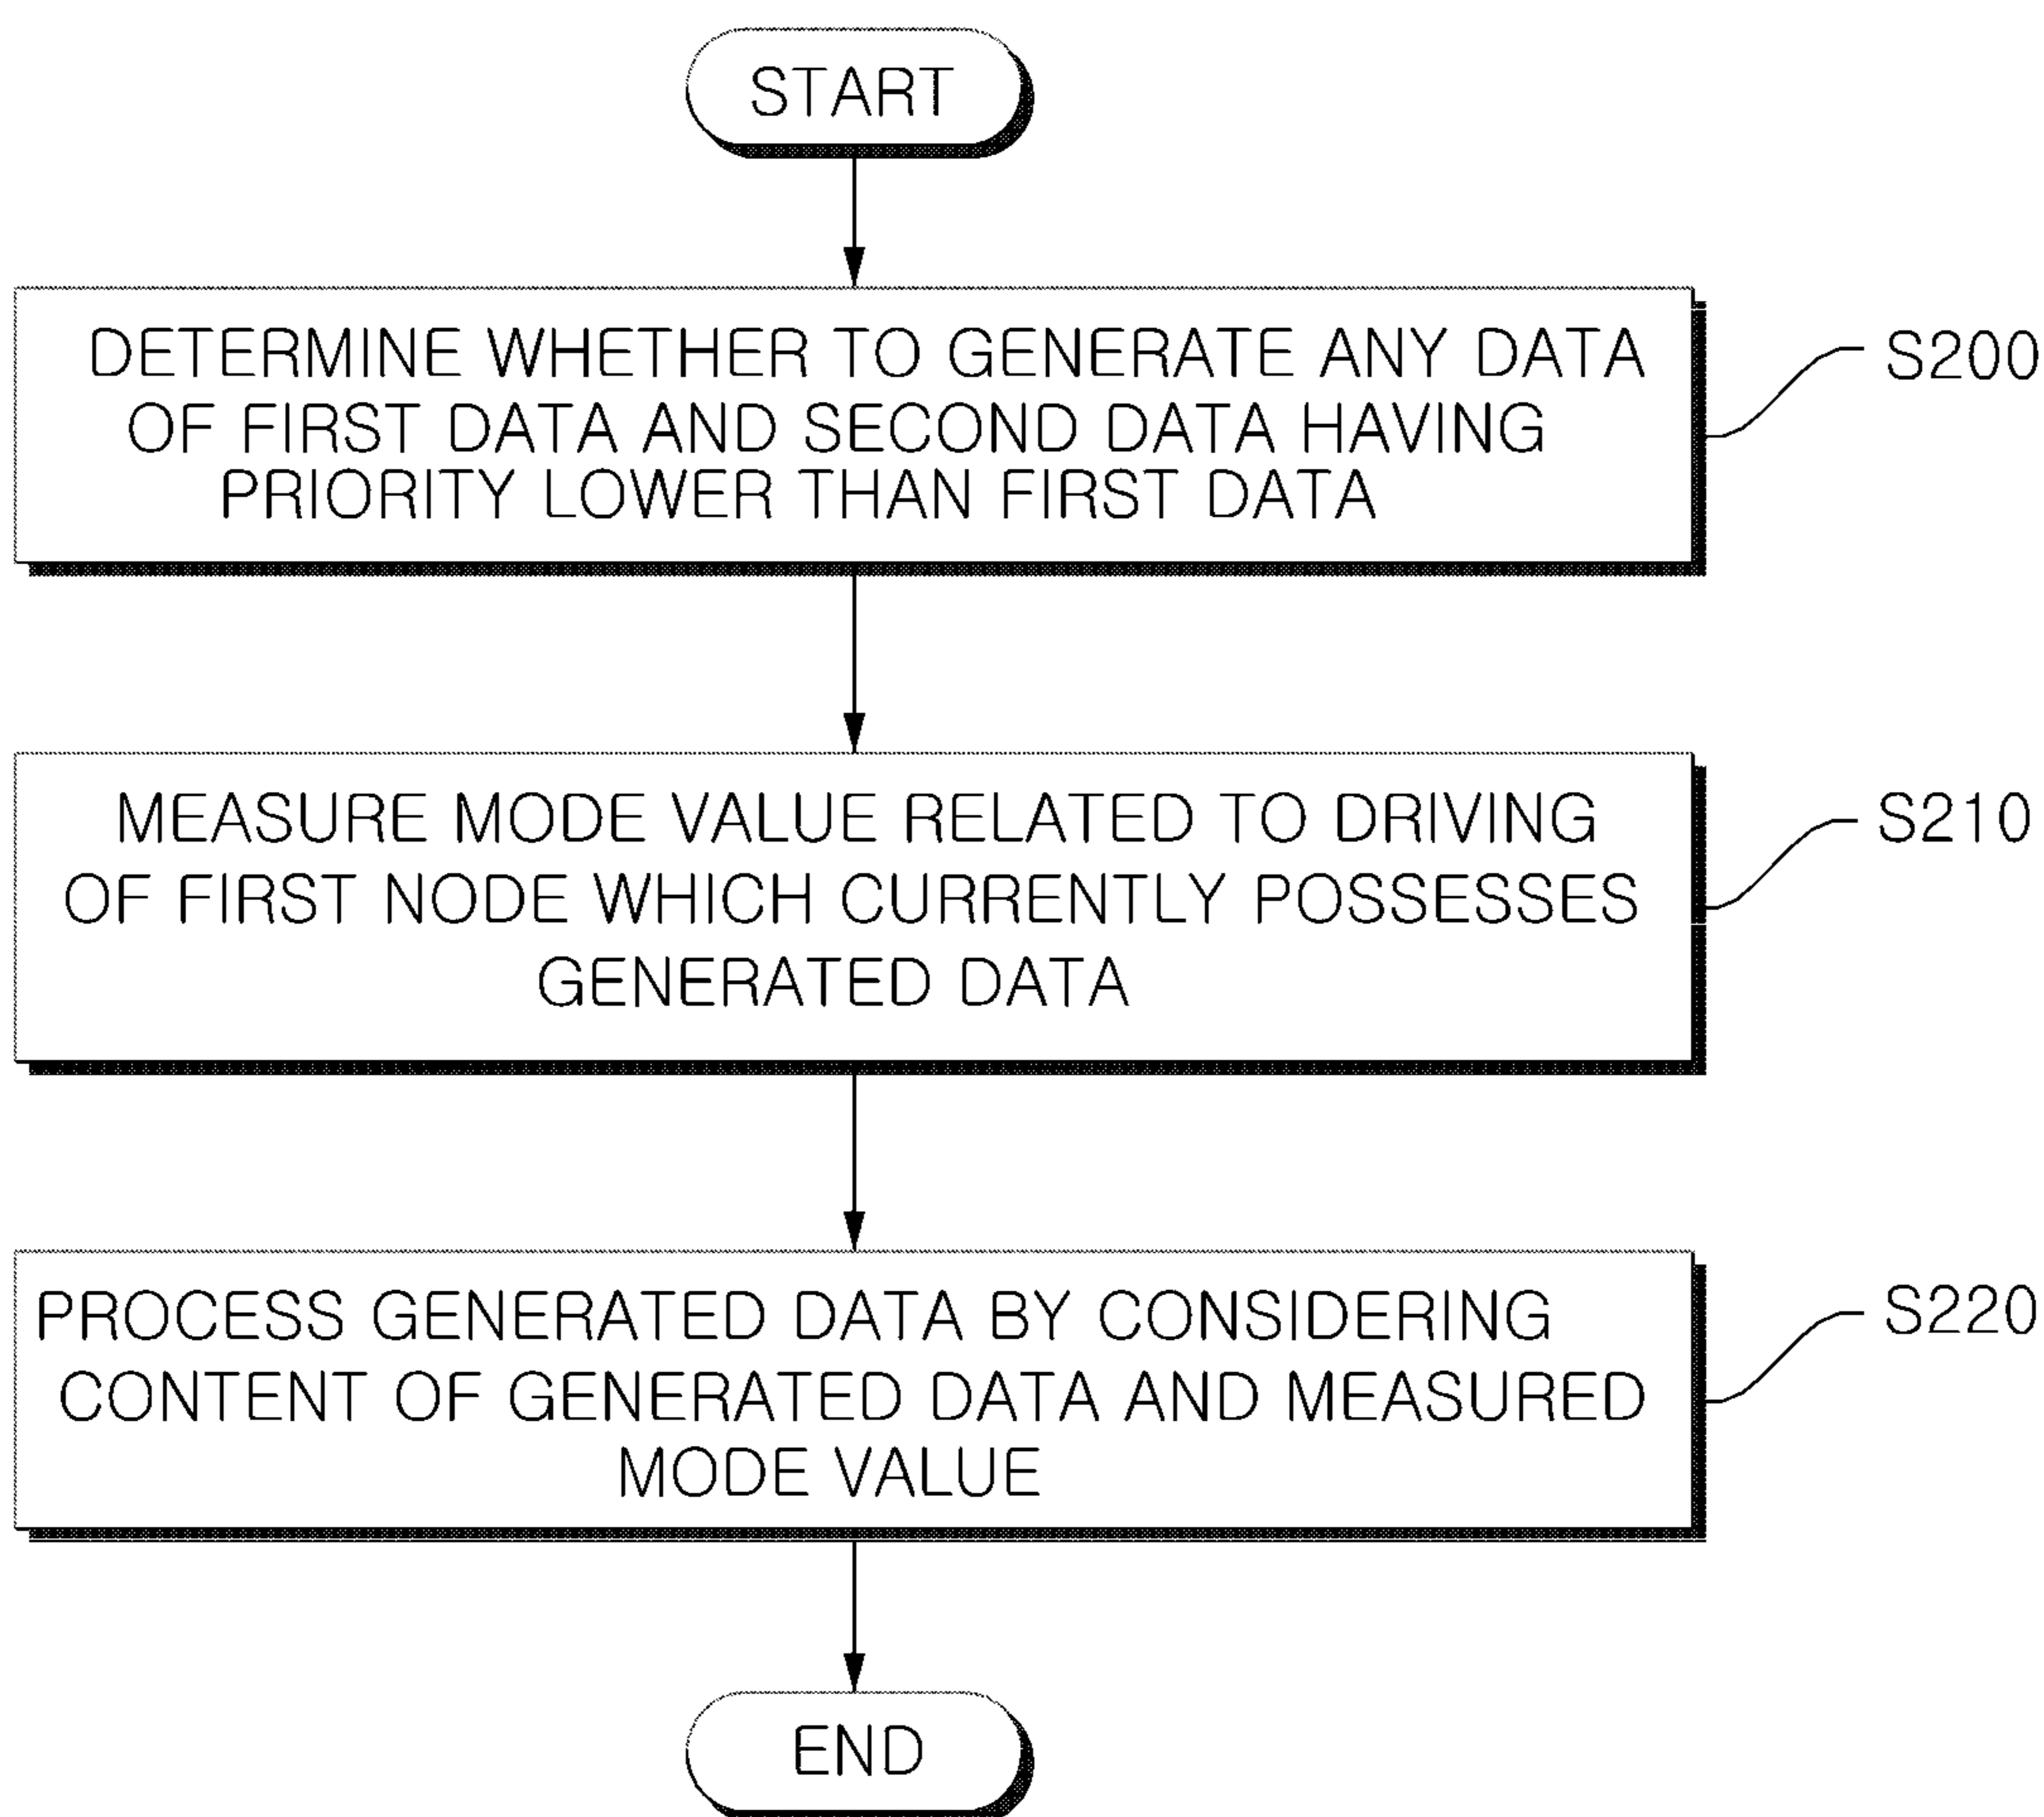 START
DETERMINE WHETHER TO GENERATE ANY DATA
OF FIRST DATA AND SECOND DATA HAVING
PRIORITY LOWER THAN FIRST DATA
S200
MEASURE MODE VALUE RELATED TO DRIVING
OF FIRST NODE WHICH CURRENTLY POSSESSES
GENERATED DATA
S210
PROCESS GENERATED DATA BY CONSIDERING
CONTENT OF GENERATED DATA AND MEASURED
MODE VALUE
S220
END